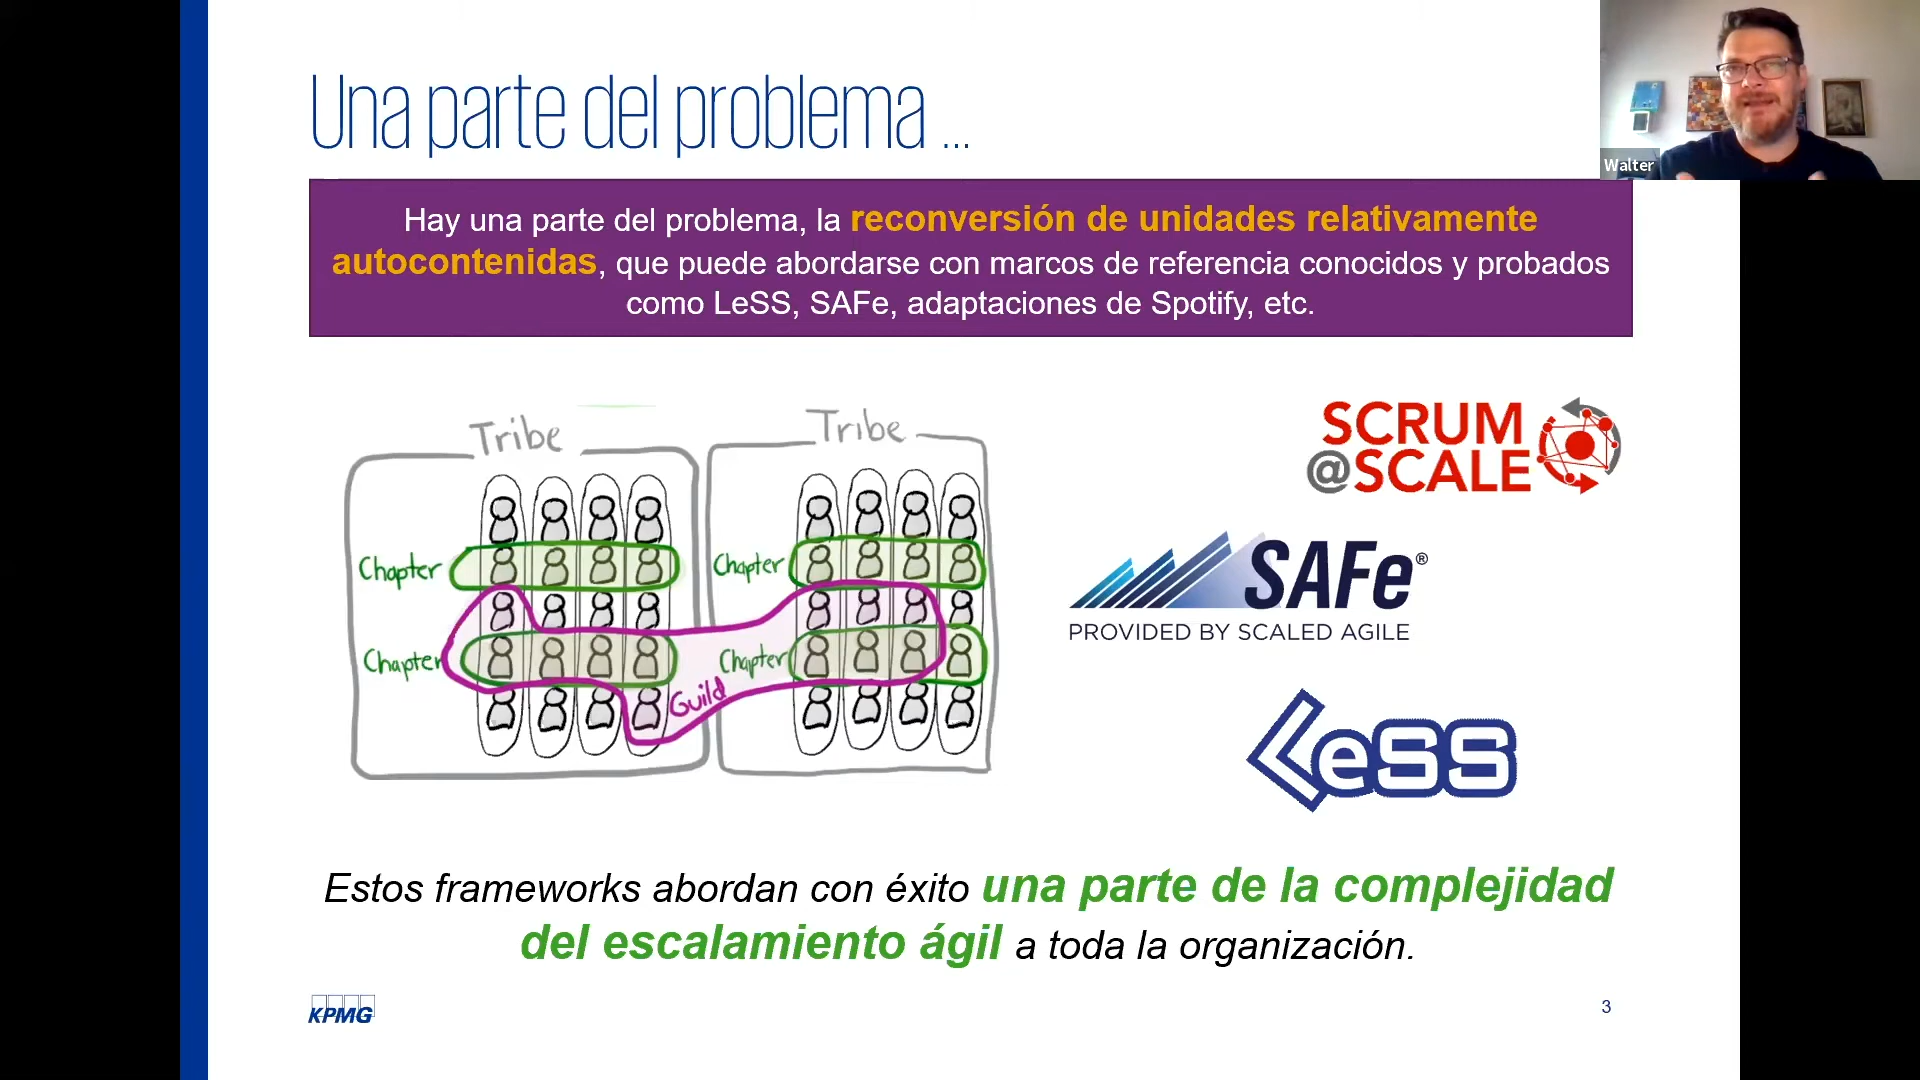 Una parte del problema ...
Walter
Hay una parte del problema, la reconversión de unidades relativamente
autocontenidas, que puede abordarse con marcos de referencia conocidos y probados
como LeSS, SAFe, adaptaciones de Spotify, etc.
Tribe
Tribe
Chapter
Chapter
Chapter
Chapter
Guild
SCRUM
@SCALE
SAFe®
PROVIDED BY SCALED AGILE
LeSS
Estos frameworks abordan con éxito una parte de la complejidad
del escalamiento ágil a toda la organización.
KPMG
3